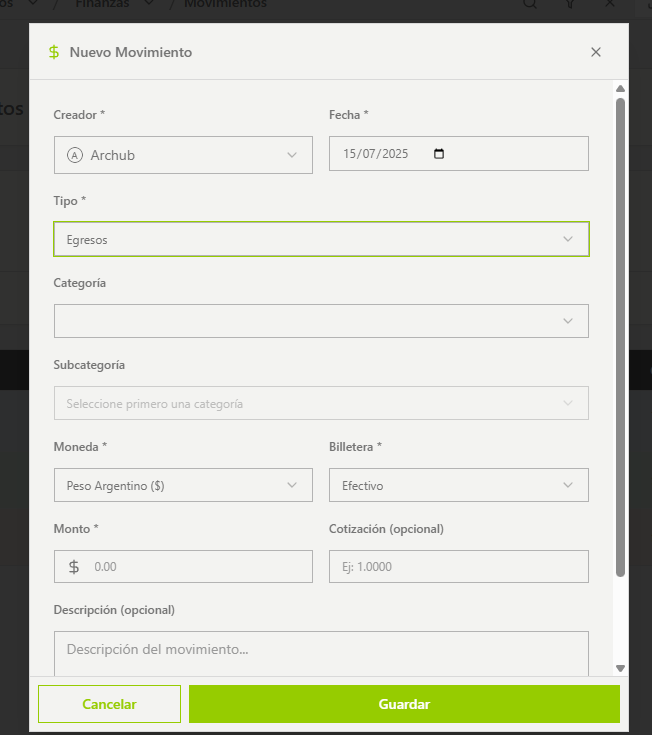 Finanzas / Movimientos
Nuevo Movimiento
tos
Creador *
Fecha *
A Archub
15/07/2025
Tipo *
Egresos
Categoría
Subcategoría
Seleccione primero una categoría
Moneda *
Billetera *
Peso Argentino ($)
Efectivo
Monto *
Cotización (opcional)
$ 0.00
Ej: 1.0000
Descripción (opcional)
Descripción del movimiento...
Cancelar
Guardar